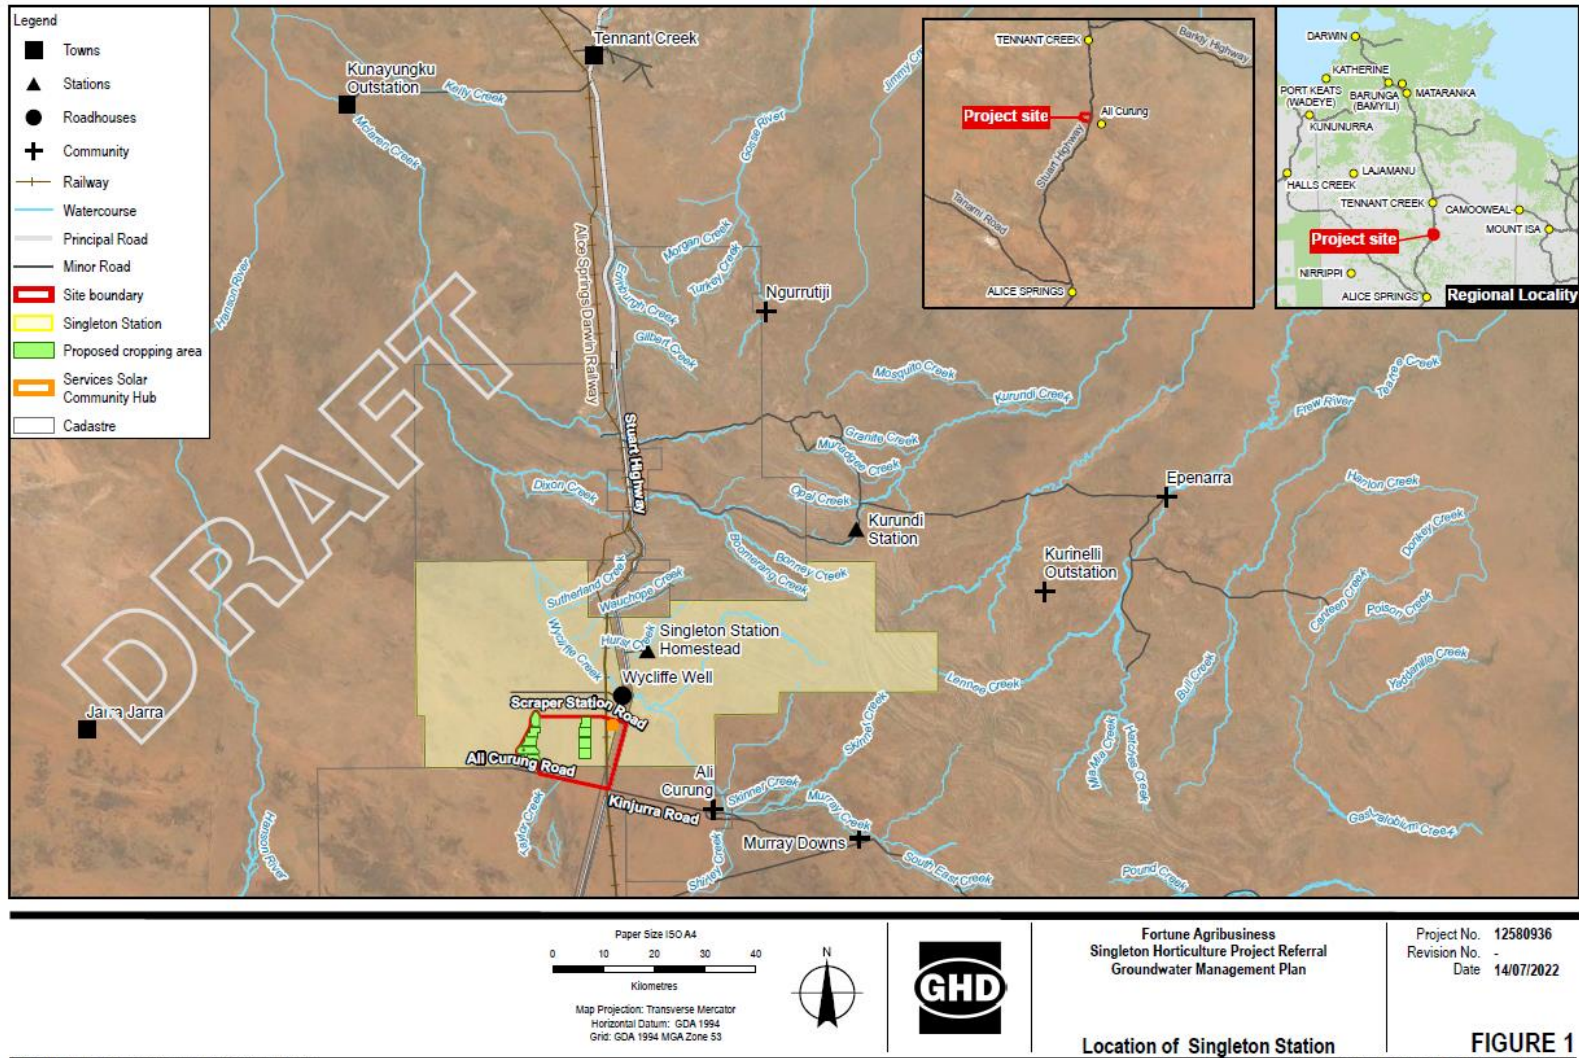 Legend
Towns
Stations
Roadhouses
Community
Railway
Watercourse
Principal Road
Minor Road
Site boundary
Singleton Station
Proposed cropping area
Services Solar
Community Hub
Cadastre
DRAFT
Tennant Creek
Kunayungku
Outstation
Kelly Creek
Mclaren Creek
Hanson River
Gosse River
Morgan Creek
Turkey Creek
Edinburgh Creek
Gilbert Creek
Ngurrutiji
Alice Springs Darwin Railway
Stuart Highway
Mosquito Creek
Kurundi Creek
Granite Creek
Munadgee Creek
Opal Creek
Dixon Creek
Kurundi
Station
Boomerang Creek
Bonney Creek
Frew River
Teatree Creek
Epenarra
Hanlon Creek
Donkey Creek
Canteen Creek
Poison Creek
Yeddanilla Creek
Kurinelli
Outstation
Sutherland Creek
Wauchope Creek
Wycliffe Creek
Hurst Creek
Singleton Station
Homestead
Wycliffe Well
Scraper Station Road
Ali Curung Road
Jarra Jarra
Lennee Creek
Bull Creek
Mia Mia Creek
Hatches Creek
Skinner Creek
Ali
Curung
Skinner Creek
Kinjurra Road
Murray Creek
Murray Downs
Taylor Creek
Shirley Creek
South East Creek
Pound Creek
Gastrolobium Creek
Hanson River
TENNANT CREEK
Barkly Highway
Project site
Ali Curung
Stuart Highway
Tanami Road
ALICE SPRINGS
DARWIN
KATHERINE
PORT KEATS
(WADEYE)
BARUNGA
(BAMYILI)
MATARANKA
KUNUNURRA
LAJAMANU
HALLS CREEK
TENNANT CREEK
CAMOOWEAL
MOUNT ISA
Project site
NIRRIPPI
ALICE SPRINGS
Regional Locality
Paper Size ISO A4
0 10 20 30 40
Kilometres
Map Projection: Transverse Mercator
Horizontal Datum: GDA 1994
Grid: GDA 1994 MGA Zone 53
N
GHD
Fortune Agribusiness
Singleton Horticulture Project Referral
Groundwater Management Plan
Location of Singleton Station
Project No. 12580936
Revision No. -
Date 14/07/2022
FIGURE 1